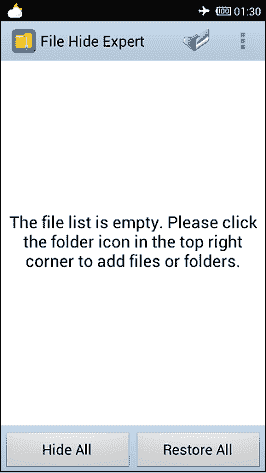 100 01:30
File Hide Expert
The file list is empty. Please click
the folder icon in the top right
corner to add files or folders.
Hide All
Restore All